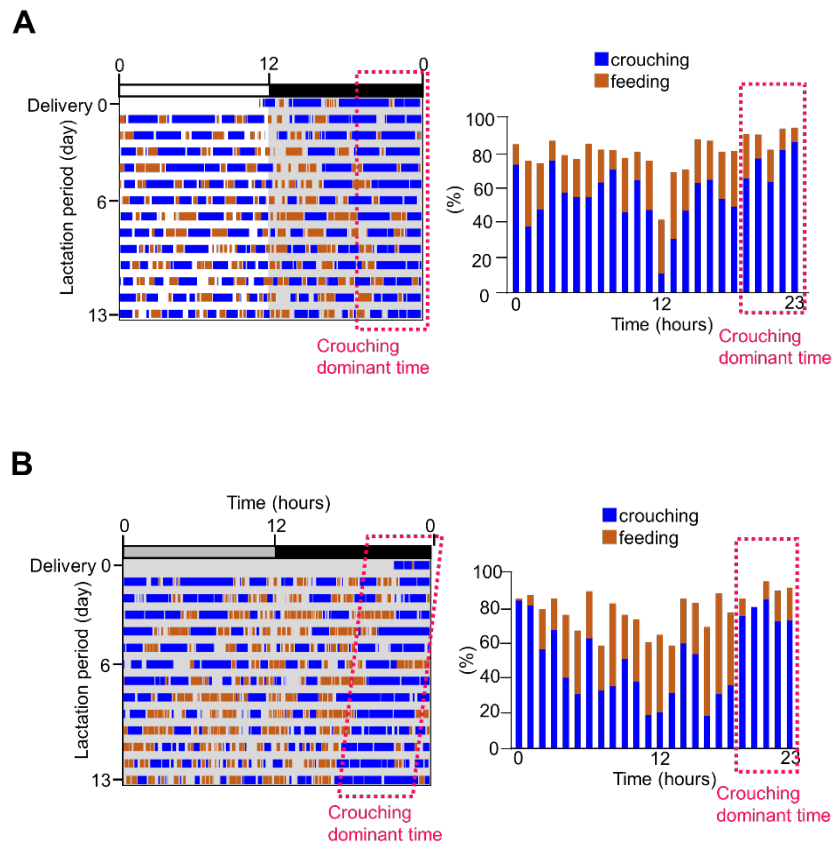 A
0
12
0
Delivery 0
6
13
Lactation period (day)
Crouching
dominant time
crouching
feeding
100
80
60
40
20
0
(%)
0
12
23
Time (hours)
Crouching
dominant time
B
Time (hours)
0
12
0
Delivery 0
6
13
Lactation period (day)
Crouching
dominant time
crouching
feeding
100
80
60
40
20
0
(%)
0
12
23
Time (hours)
Crouching
dominant time